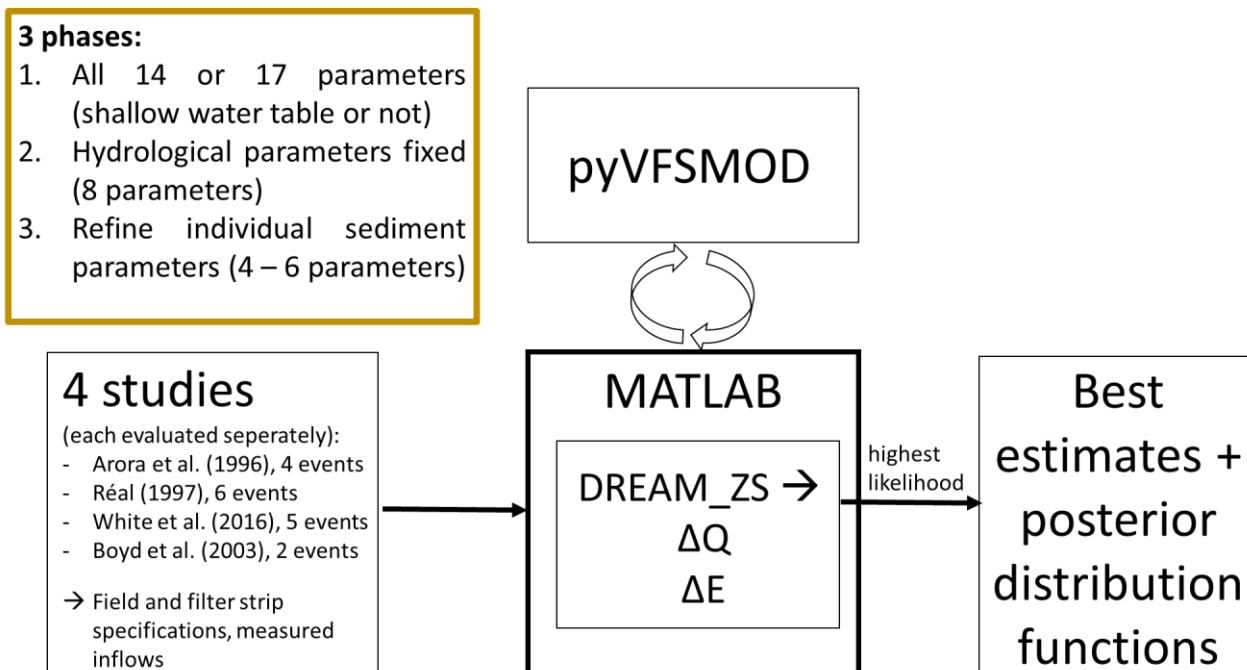 3 phases:
1. All 14 or 17 parameters
(shallow water table or not)
2. Hydrological parameters fixed
(8 parameters)
3. Refine individual sediment
parameters (4 – 6 parameters)
pyVFSMOD
4 studies
(each evaluated seperately):
- Arora et al. (1996), 4 events
- Réal (1997), 6 events
- White et al. (2016), 5 events
- Boyd et al. (2003), 2 events
→ Field and filter strip
specifications, measured
inflows
MATLAB
DREAM_ZS →
ΔQ
ΔE
highest
likelihood
Best
estimates +
posterior
distribution
functions